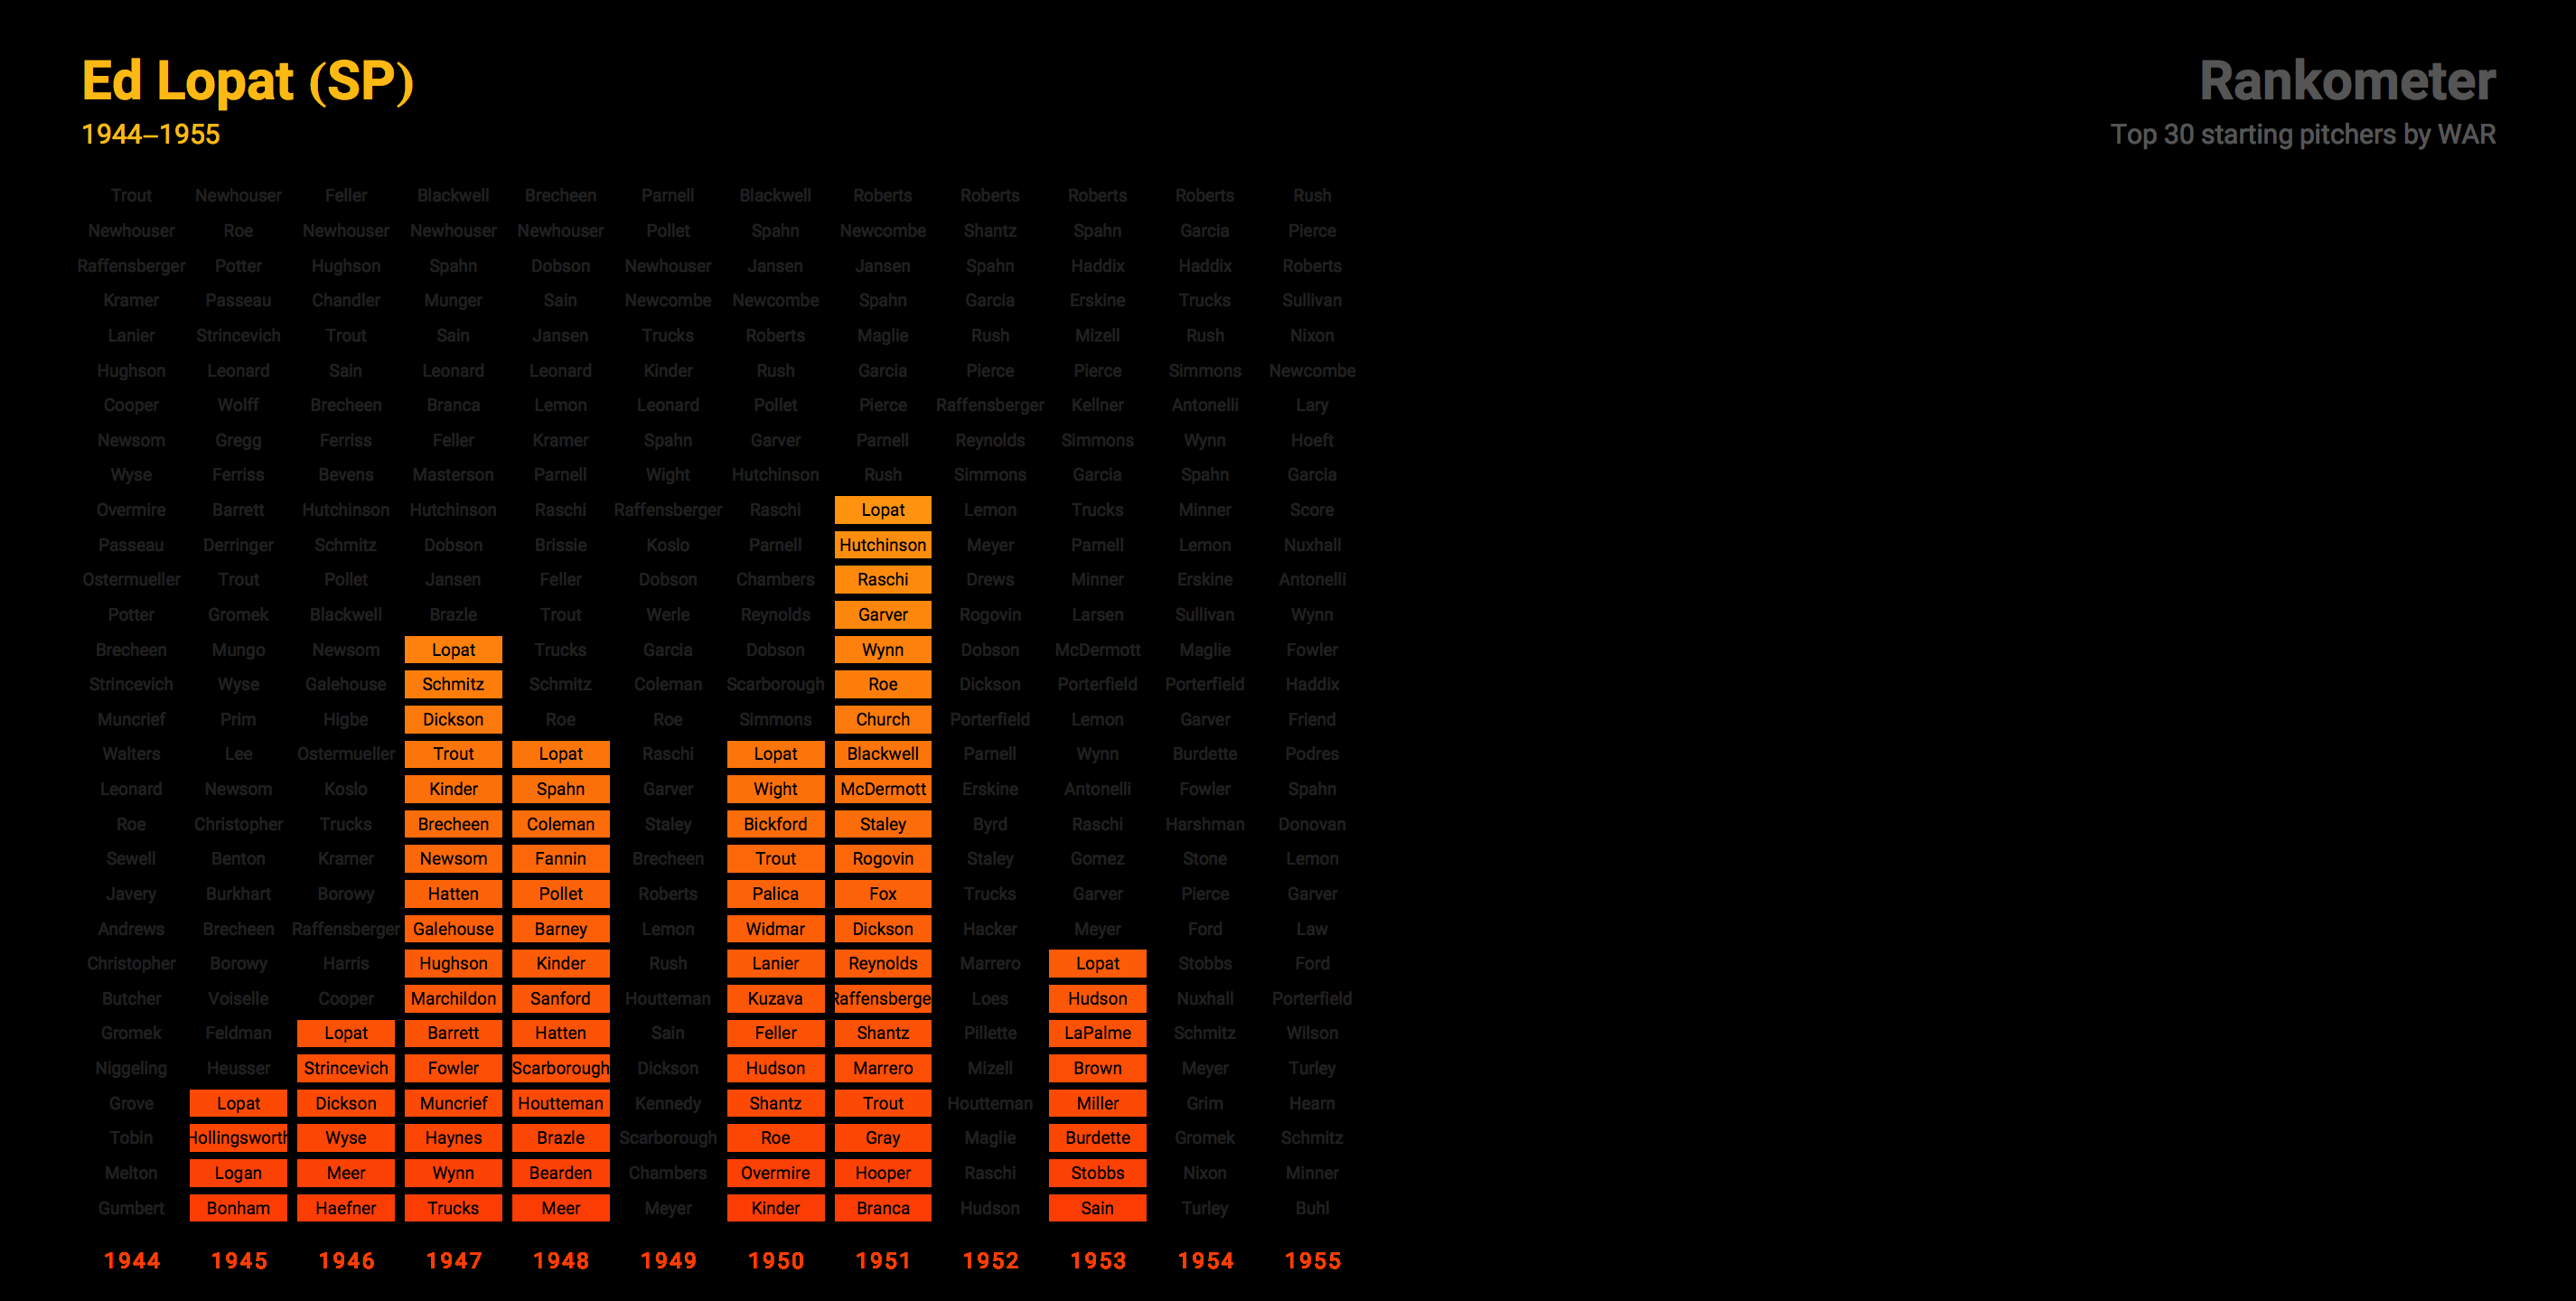 Ed Lopat (SP)
1944–1955
Rankometer
Top 30 starting pitchers by WAR
Trout Newhouser Feller Blackwell Brecheen Parnell Blackwell Roberts Roberts Roberts Roberts Rush
Newhouser Roe Newhouser Newhouser Newhouser Pollet Spahn Newcombe Shantz Spahn Garcia Pierce
Raffensberger Potter Hughson Spahn Dobson Newhouser Jansen Jansen Spahn Haddix Haddix Roberts
Kramer Passeau Chandler Munger Sain Newcombe Newcombe Spahn Garcia Erskine Trucks Sullivan
Lanier Strincevich Trout Sain Jansen Trucks Roberts Maglie Rush Mizell Rush Nixon
Hughson Leonard Sain Leonard Leonard Kinder Rush Garcia Pierce Pierce Simmons Newcombe
Cooper Wolff Brecheen Branca Lemon Leonard Pollet Pierce Raffensberger Kellner Antonelli Lary
Newsom Gregg Ferriss Feller Kramer Spahn Garver Parnell Reynolds Simmons Wynn Hoeft
Wyse Ferriss Bevens Masterson Parnell Wight Hutchinson Rush Simmons Garcia Spahn Garcia
Overmire Barrett Hutchinson Hutchinson Raschi Raffensberger Raschi Lopat Lemon Trucks Minner Score
Passeau Derringer Schmitz Dobson Brissie Koslo Parnell Hutchinson Meyer Parnell Lemon Nuxhall
Ostermueller Trout Pollet Jansen Feller Dobson Chambers Raschi Drews Minner Erskine Antonelli
Potter Gromek Blackwell Brazle Trout Werle Reynolds Garver Rogovin Larsen Sullivan Wynn
Brecheen Mungo Newsom Lopat Trucks Garcia Dobson Wynn Dobson McDermott Maglie Fowler
Strincevich Wyse Galehouse Schmitz Schmitz Coleman Scarborough Roe Dickson Porterfield Porterfield Haddix
Muncrief Prim Higbe Dickson Roe Roe Simmons Church Porterfield Lemon Garver Friend
Walters Lee Ostermueller Trout Lopat Raschi Lopat Blackwell Parnell Wynn Burdette Podres
Leonard Newsom Koslo Kinder Spahn Garver Wight McDermott Erskine Antonelli Fowler Spahn
Roe Christopher Trucks Brecheen Coleman Staley Bickford Staley Byrd Raschi Harshman Donovan
Sewell Benton Kramer Newsom Fannin Brecheen Trout Rogovin Staley Gomez Stone Lemon
Javery Burkhart Borowy Hatten Pollet Roberts Palica Fox Trucks Garver Pierce Garver
Andrews Brecheen Raffensberger Galehouse Barney Lemon Widmar Dickson Hacker Meyer Ford Law
Christopher Borowy Harris Hughson Kinder Rush Lanier Reynolds Marrero Lopat Stobbs Ford
Butcher Voiselle Cooper Marchildon Sanford Houtteman Kuzava Raffensberge Loes Hudson Nuxhall Porterfield
Gromek Feldman Lopat Barrett Hatten Sain Feller Shantz Pillette LaPalme Schmitz Wilson
Niggeling Heusser Strincevich Fowler Scarborough Dickson Hudson Marrero Mizell Brown Meyer Turley
Grove Lopat Dickson Muncrief Houtteman Kennedy Shantz Trout Houtteman Miller Grim Hearn
Tobin Hollingsworth Wyse Haynes Brazle Scarborough Roe Gray Maglie Burdette Gromek Schmitz
Melton Logan Meer Wynn Bearden Chambers Overmire Hooper Raschi Stobbs Nixon Minner
Gumbert Bonham Haefner Trucks Meer Meyer Kinder Branca Hudson Sain Turley Buhl
1944 1945 1946 1947 1948 1949 1950 1951 1952 1953 1954 1955